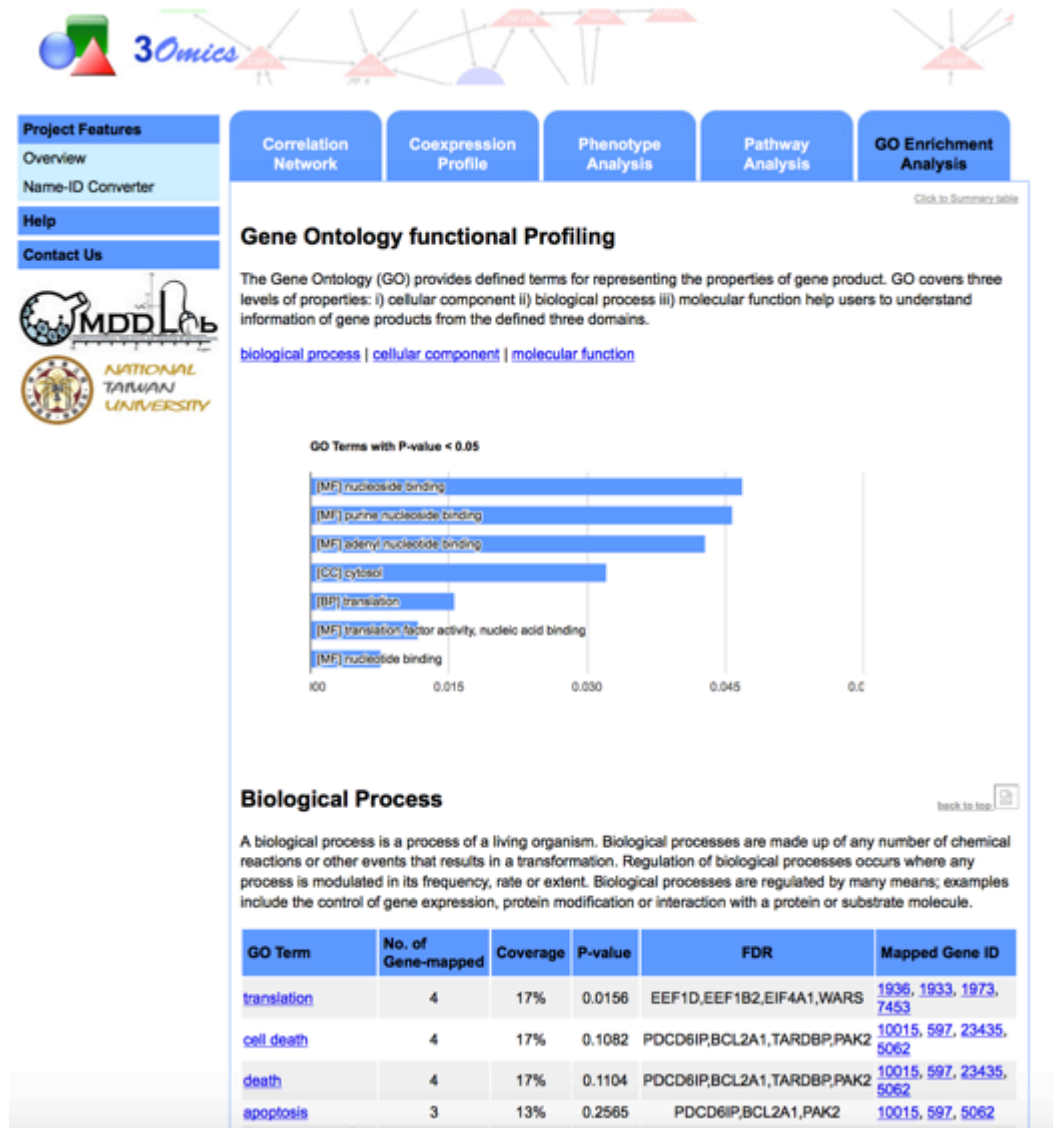 3Omics
Project Features
Overview
Name-ID Converter
Help
Contact Us
MDDLab
NATIONAL
TAIWAN
UNIVERSITY
Correlation
Network
Coexpression
Profile
Phenotype
Analysis
Pathway
Analysis
GO Enrichment
Analysis
Click to Summary table
Gene Ontology functional Profiling
The Gene Ontology (GO) provides defined terms for representing the properties of gene product. GO covers three
levels of properties: i) cellular component ii) biological process iii) molecular function help users to understand
information of gene products from the defined three domains.
biological process | cellular component | molecular function
GO Terms with P-value < 0.05
[MF] nucleoside binding
[MF] purine nucleoside binding
[MF] adenyl nucleotide binding
[CC] cytosol
[BP] translation
[MF] translation factor activity, nucleic acid binding
[MF] nucleotide binding
0.015 0.030 0.045
Biological Process
back to top
A biological process is a process of a living organism. Biological processes are made up of any number of chemical
reactions or other events that results in a transformation. Regulation of biological processes occurs where any
process is modulated in its frequency, rate or extent. Biological processes are regulated by many means; examples
include the control of gene expression, protein modification or interaction with a protein or substrate molecule.
GO Term No. of Gene-mapped Coverage P-value FDR Mapped Gene ID
translation 4 17% 0.0156 EEF1D,EEF1B2,EIF4A1,WARS 1936, 1933, 1973,
7453
cell death 4 17% 0.1082 PDCD6IP,BCL2A1,TARDBP,PAK2 10015, 597, 23435,
5062
death 4 17% 0.1104 PDCD6IP,BCL2A1,TARDBP,PAK2 10015, 597, 23435,
5062
apoptosis 3 13% 0.2565 PDCD6IP,BCL2A1,PAK2 10015, 597, 5062